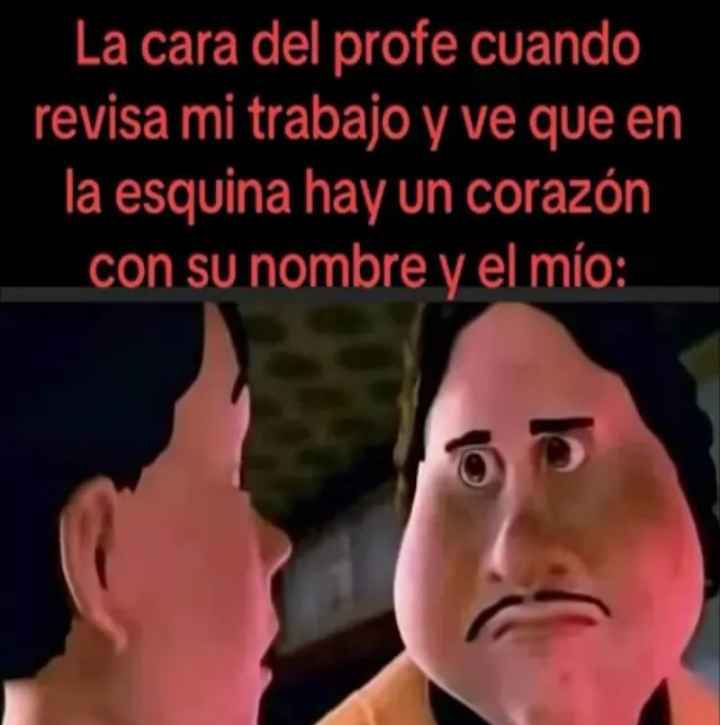 La cara del profe cuando
revisa mi trabajo y ve que en
la esquina hay un corazón
con su nombre y el mío: